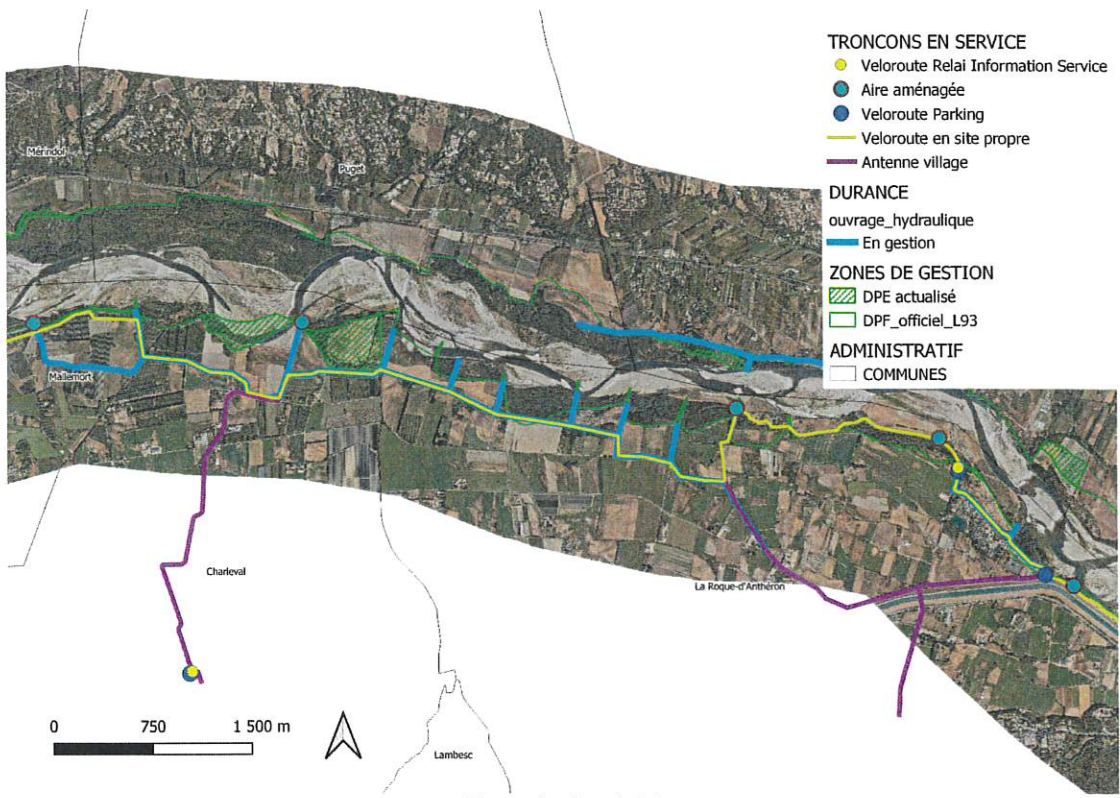 TRONCONS EN SERVICE
Veloroute Relai Information Service
Aire aménagée
Veloroute Parking
Veloroute en site propre
Antenne village
DURANCE
ouvrage_hydraulique
En gestion
ZONES DE GESTION
DPE actualisé
DPF_officiel_L93
ADMINISTRATIF
COMMUNES
Mérindol
Puget
Mallemort
Charleval
La Roque-d'Anthéron
Lambesc
0 750 1 500 m